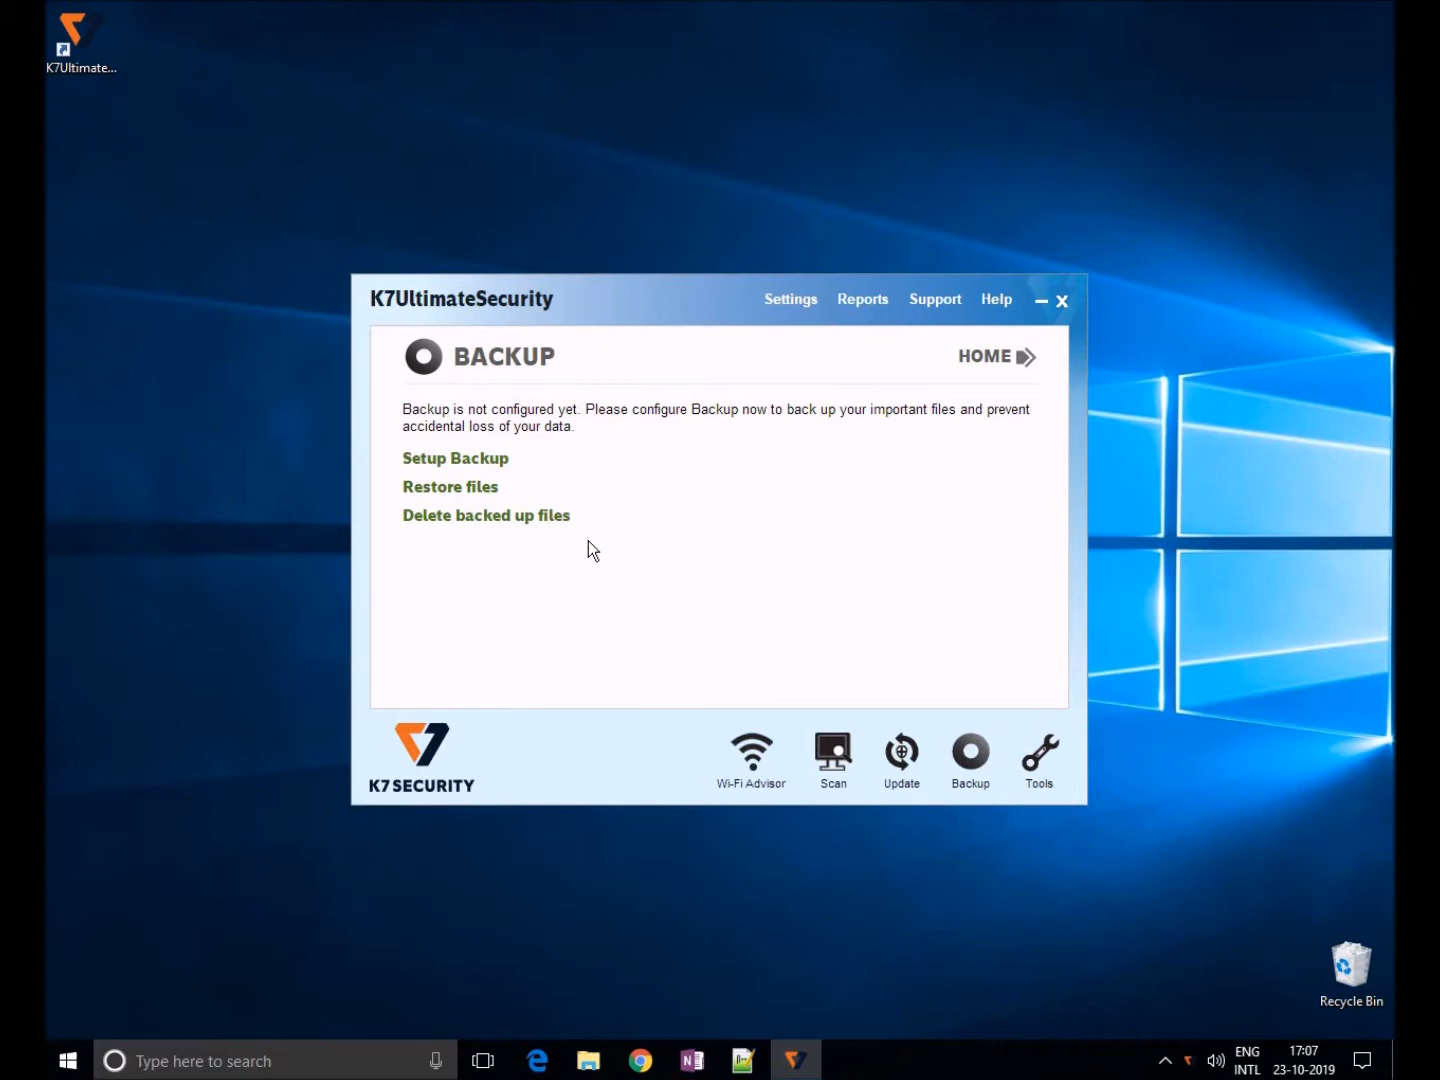 K7Ultimate...
K7UltimateSecurity
Settings Reports Support Help
BACKUP
HOME
Backup is not configured yet. Please configure Backup now to back up your important files and prevent
accidental loss of your data.
Setup Backup
Restore files
Delete backed up files
K7 SECURITY
Wi-Fi Advisor Scan Update Backup Tools
Recycle Bin
Type here to search
ENG
INTL
17:07
23-10-2019